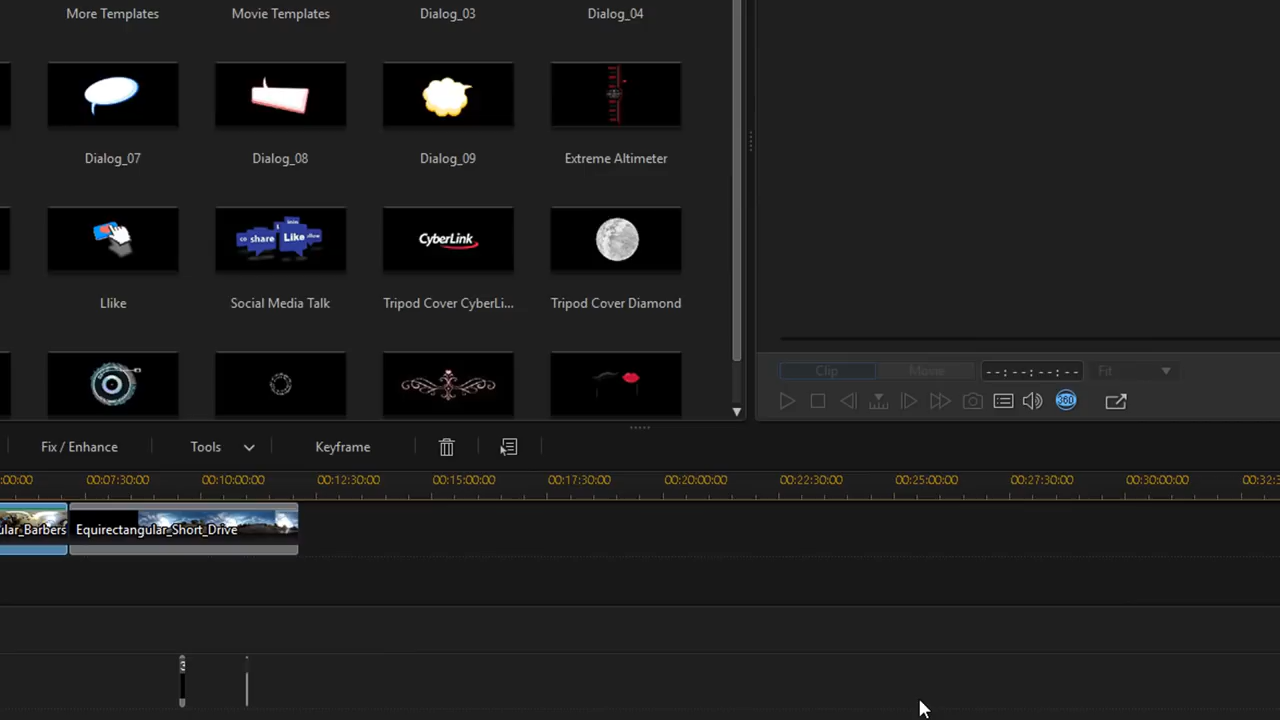 More Templates Movie Templates Dialog_03 Dialog_04
Dialog_07 Dialog_08 Dialog_09 Extreme Altimeter
share Like CyberLink
Llike Social Media Talk Tripod Cover CyberLi... Tripod Cover Diamond
Clip Movie --:--:--:-- Fit
360
Fix / Enhance Tools Keyframe
:00:00 00:07:30:00 00:10:00:00 00:12:30:00 00:15:00:00 00:17:30:00 00:20:00:00 00:22:30:00 00:25:00:00 00:27:30:00 00:30:00:00 00:32:3
ular_Barbers Equirectangular_Short_Drive
3